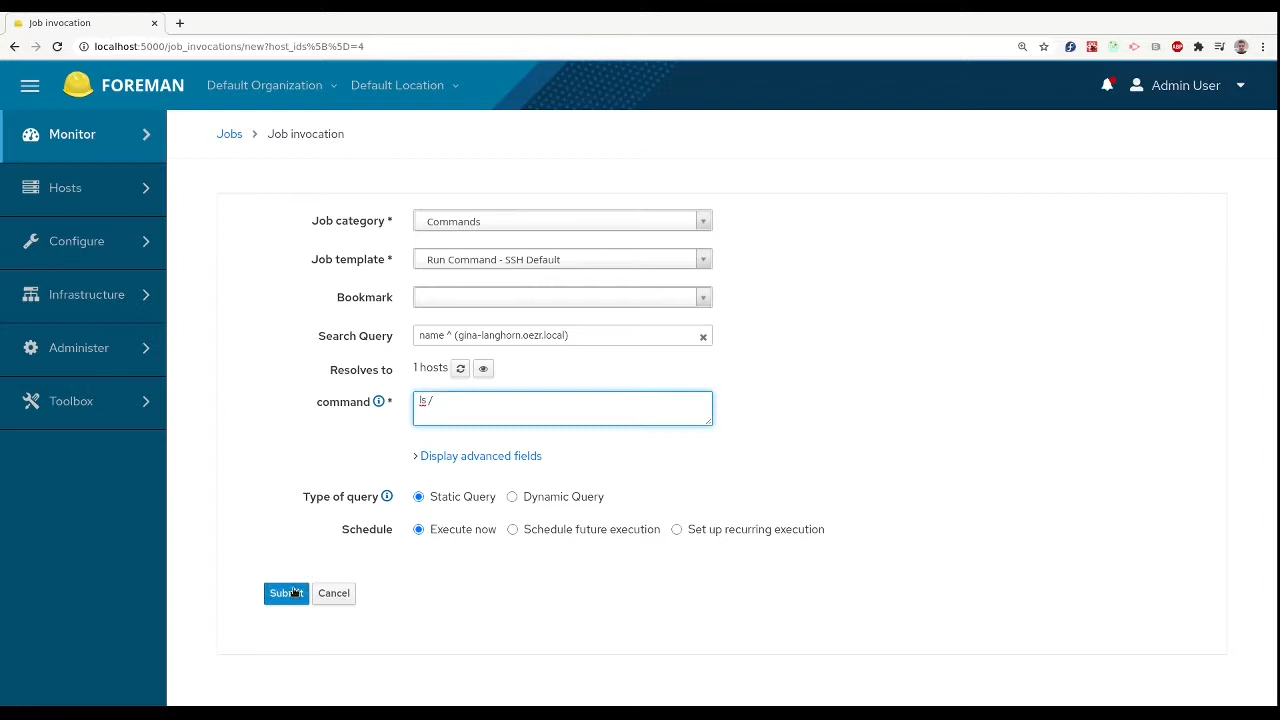 Job invocation
localhost:5000/job_invocations/new?host_ids%5B%5D=4
FOREMAN
Default Organization
Default Location
Admin User
Monitor
Hosts
Configure
Infrastructure
Administer
Toolbox
Jobs > Job invocation
Job category * Commands
Job template * Run Command - SSH Default
Bookmark
Search Query name ^ (gina-langhorn.oezr.local)
Resolves to 1 hosts
command * ls /
> Display advanced fields
Type of query Static Query Dynamic Query
Schedule Execute now Schedule future execution Set up recurring execution
Submit Cancel